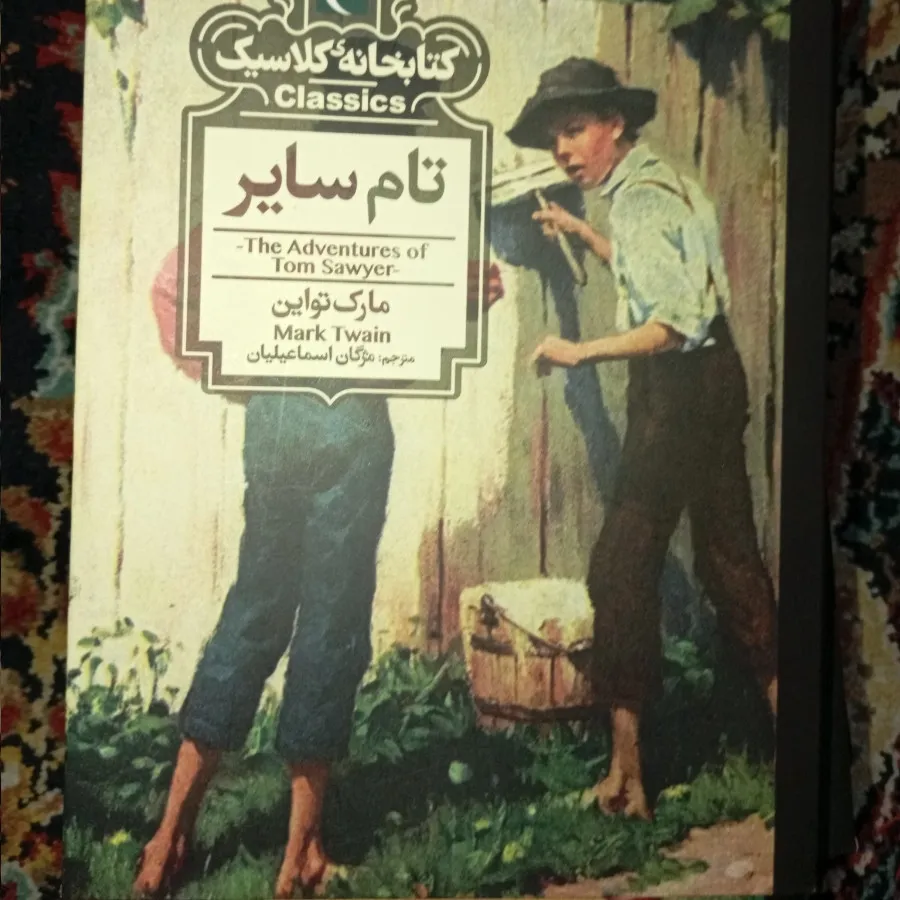 کتابخانهٔ کلاسیک
Classics
تام سایر
-The Adventures of
Tom Sawyer-
مارک تواین
Mark Twain
مترجم: مژگان اسماعیلیان